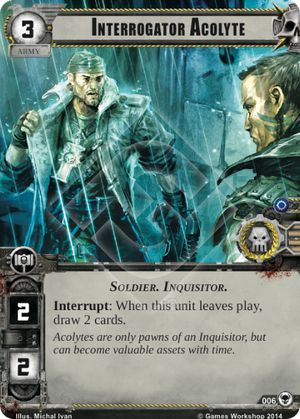 3
INTERROGATOR ACOLYTE
ARMY
SOLDIER. INQUISITOR.
Interrupt: When this unit leaves play,
draw 2 cards.
Acolytes are only pawns of an Inquisitor, but
can become valuable assets with time.
2
2
006
Illus. Michal Ivan
© Games Workshop 2014